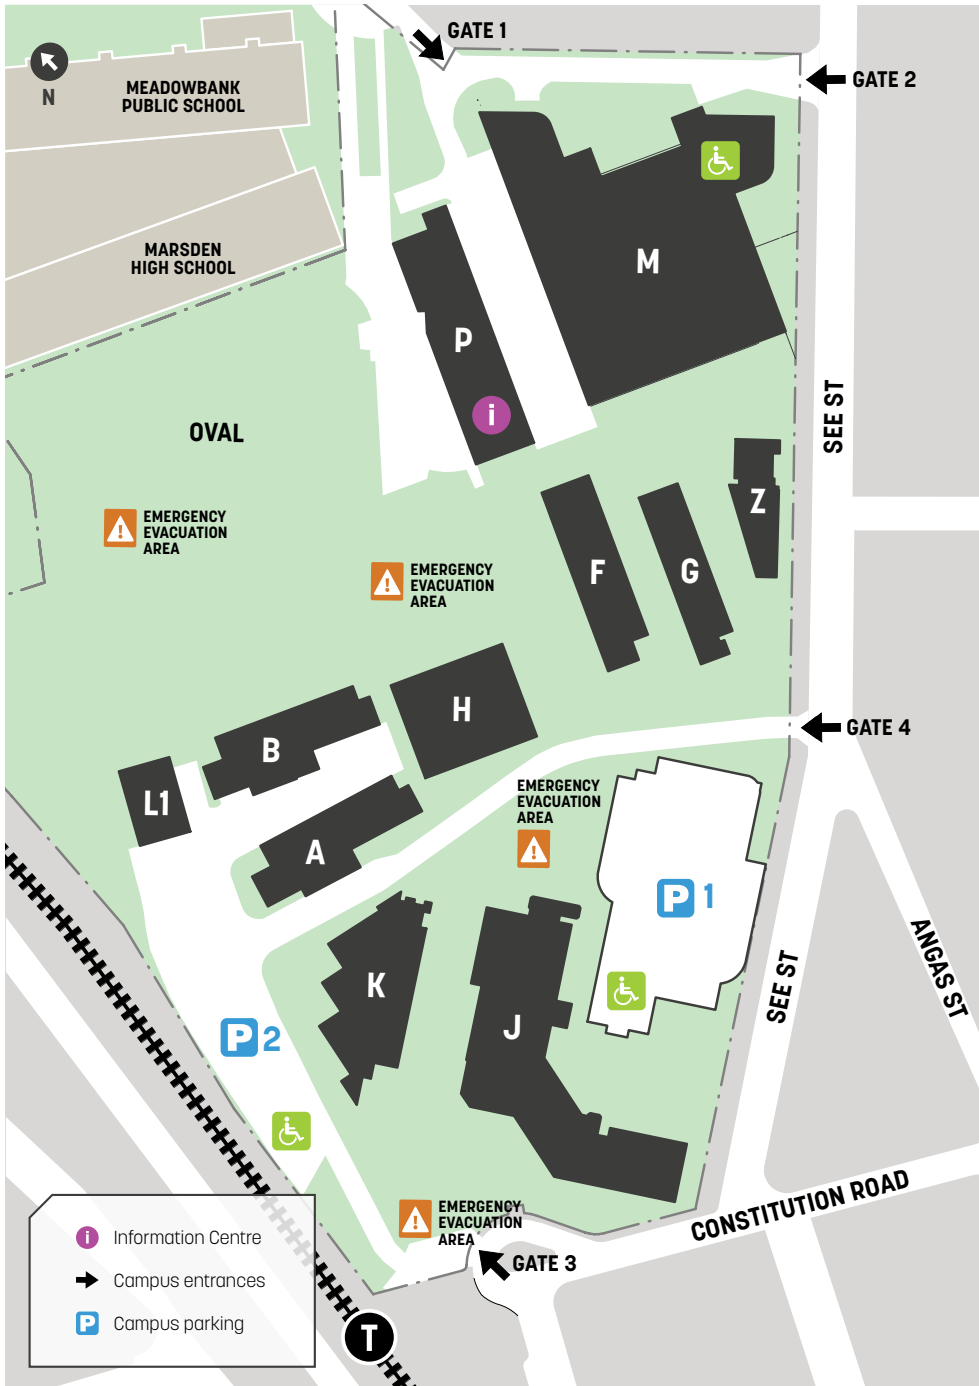 GATE 1
N
MEADOWBANK
PUBLIC SCHOOL
GATE 2
MARSDEN
HIGH SCHOOL
M
P
i
SEE ST
OVAL
Z
EMERGENCY
EVACUATION
AREA
F
G
EMERGENCY
EVACUATION
AREA
H
GATE 4
B
L1
A
EMERGENCY
EVACUATION
AREA
P 1
K
J
SEE ST
ANGAS ST
P 2
EMERGENCY
EVACUATION
AREA
CONSTITUTION ROAD
GATE 3
i Information Centre
Campus entrances
P Campus parking
T